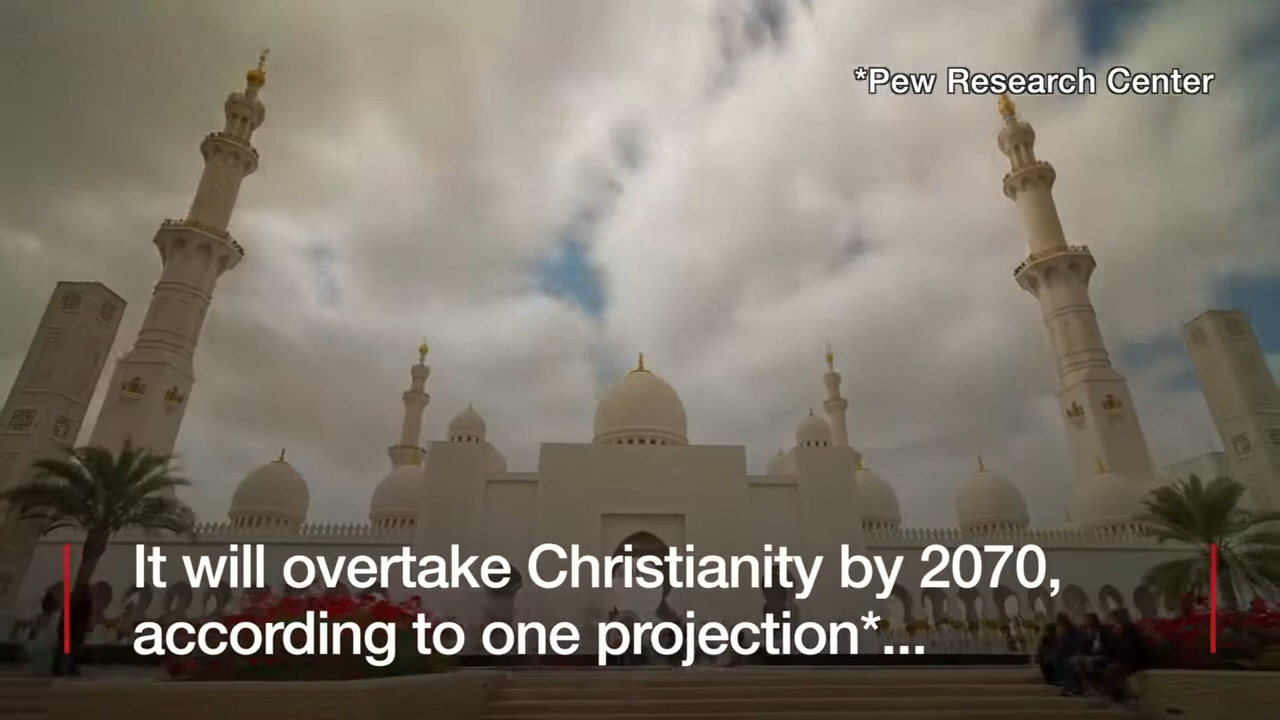 *Pew Research Center
It will overtake Christianity by 2070,
according to one projection*...